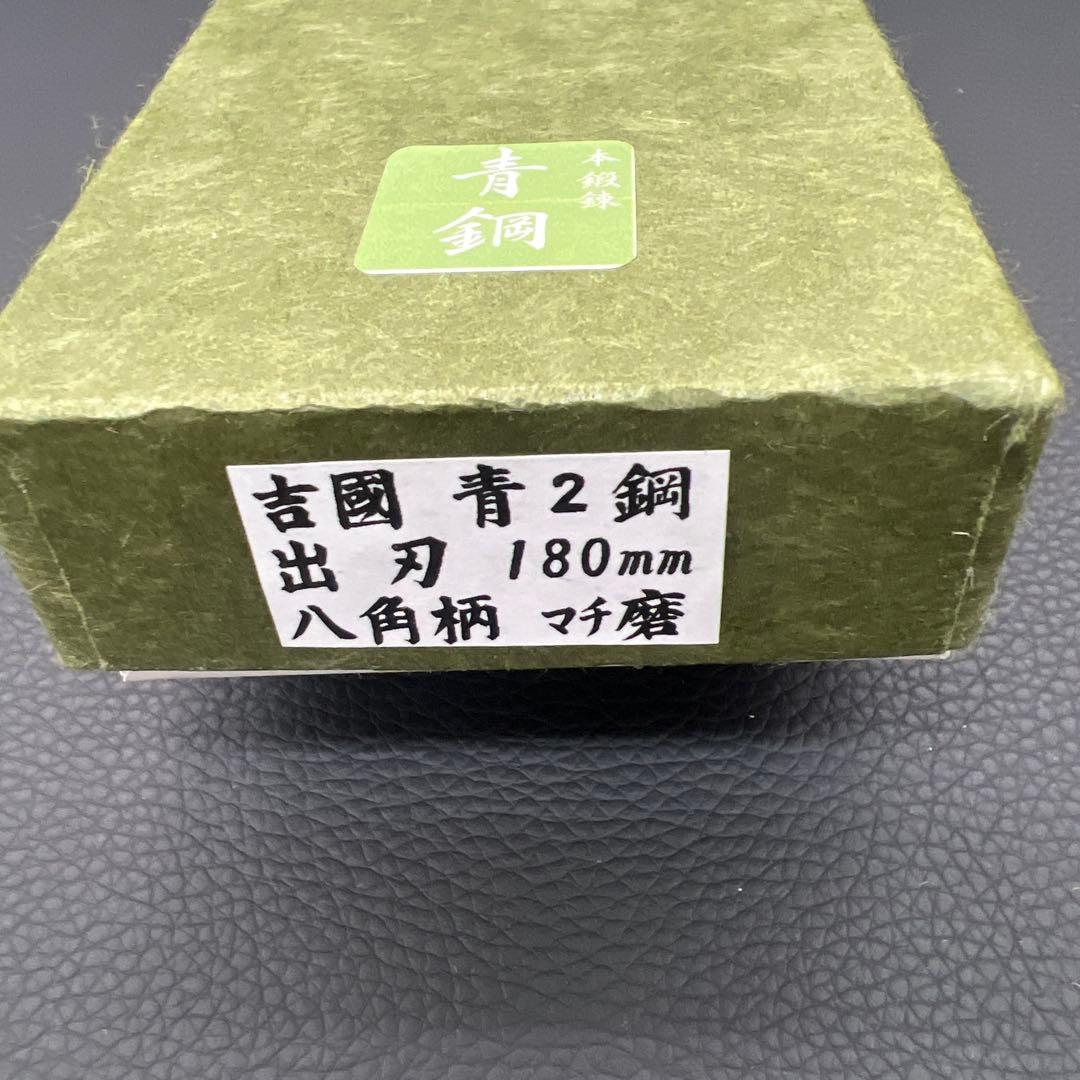 本鍛錬
青鋼
吉國 青2鋼
出刃 180mm
八角柄 マチ磨